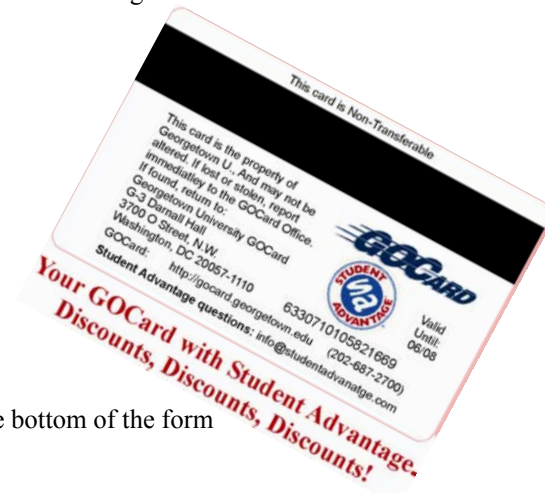 This card is Non-Transferable
This card is the property of
Georgetown U., And may not be
altered. If lost or stolen, report
immediatley to the GOCard Office.
If found, return to:
Georgetown University GOCard
G-3 Darnall Hall
3700 O Street, N.W.
Washington, DC 20057-1110
GOCard: http://gocard.georgetown.edu (202-687-2700)
Student Advantage questions: info@studentadvanatge.com
GOCARD
STUDENT
sa
ADVANTAGE
6330710105821669
Valid
Until:
06/08
Your GOCard with Student Advantage.
Discounts, Discounts, Discounts!
e bottom of the form